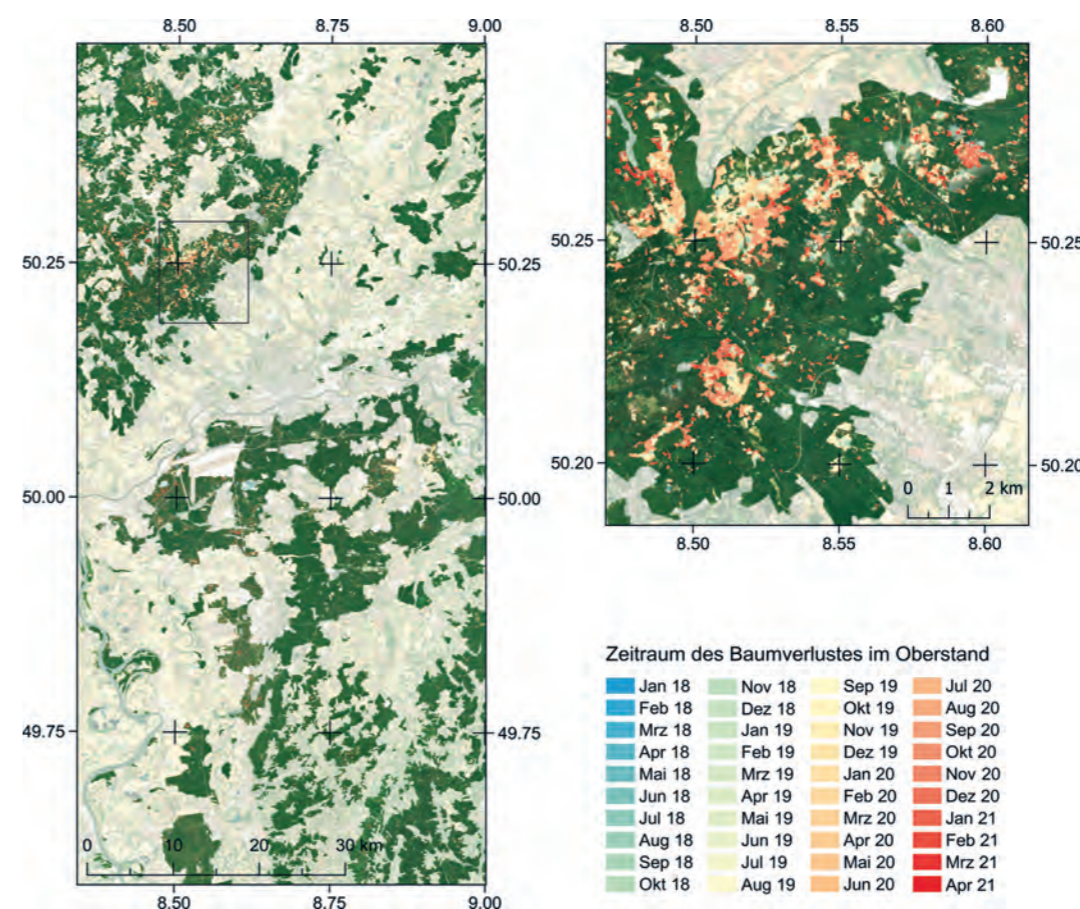 8.50 8.75 9.00
50.25 50.25
50.00 50.00
49.75 49.75
0 10 20 30 km
8.50 8.75 9.00
8.50 8.55 8.60
50.25 50.25
50.20 50.20
0 1 2 km
8.50 8.55 8.60
Zeitraum des Baumverlustes im Oberstand
Jan 18 Nov 18 Sep 19 Jul 20
Feb 18 Dez 18 Okt 19 Aug 20
Mrz 18 Jan 19 Nov 19 Sep 20
Apr 18 Feb 19 Dez 19 Okt 20
Mai 18 Mrz 19 Jan 20 Nov 20
Jun 18 Apr 19 Feb 20 Dez 20
Jul 18 Mai 19 Mrz 20 Jan 21
Aug 18 Jun 19 Apr 20 Feb 21
Sep 18 Jul 19 Mai 20 Mrz 21
Okt 18 Aug 19 Jun 20 Apr 21